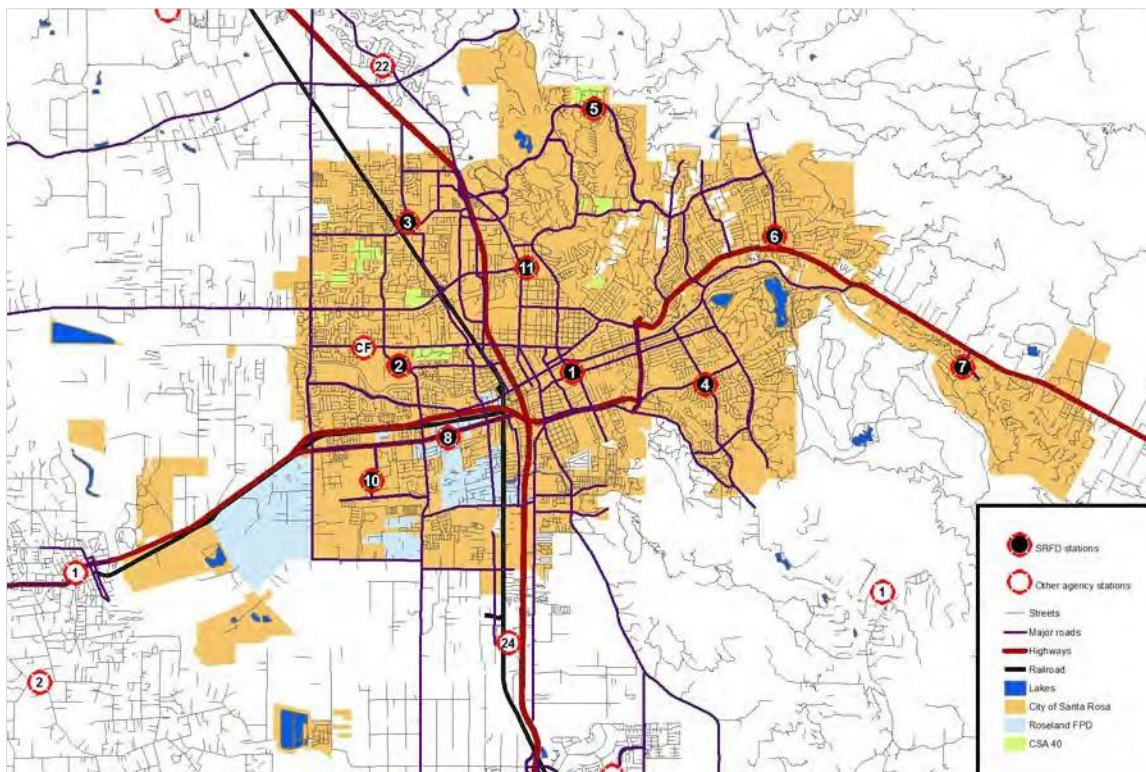 22
5
3
6
11
CF
2
1
7
4
8
10
1
1
24
2
SRFD stations
Other agency stations
Streets
Major roads
Highways
Railroad
Lakes
City of Santa Rosa
Roseland FPD
CSA 40